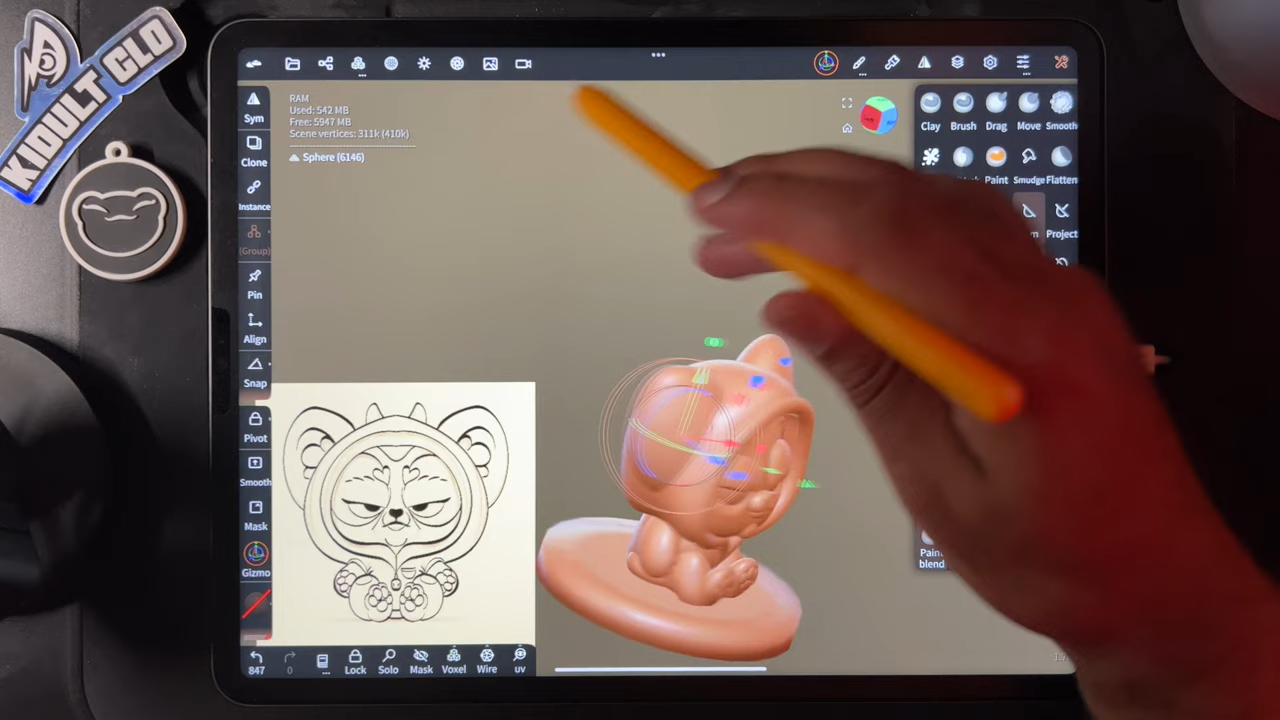 KIDULT CLO
RAM
Used: 542 MB
Free: 5947 MB
Scene vertices: 311k (410k)
Sphere (6146)
Sym
Clone
Instance
(Group)
Pin
Align
Snap
Pivot
Smooth
Mask
Gizmo
Clay Brush Drag Move Smooth
Paint Smudge Flatten
Project
Paint
blend
847 0 Lock Solo Mask Voxel Wire uv